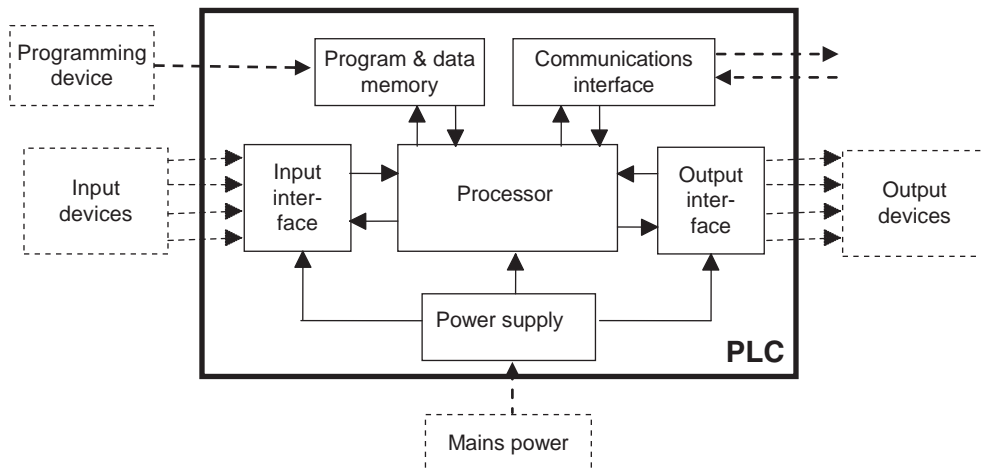 Programming
device
Program & data
memory
Communications
interface
Input
devices
Input
inter-
face
Processor
Output
inter-
face
Output
devices
Power supply
PLC
Mains power